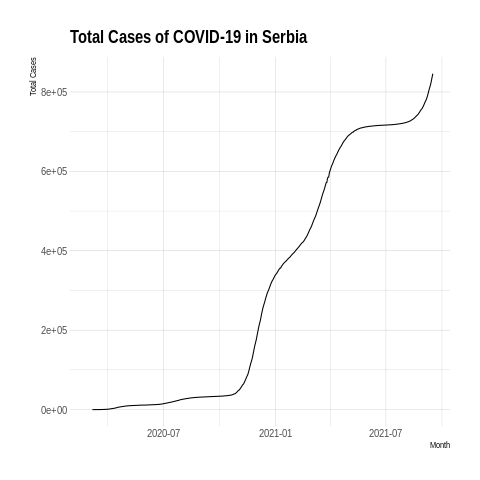 Total Cases of COVID-19 in Serbia
Total Cases
8e+05
6e+05
4e+05
2e+05
0e+00
2020-07 2021-01 2021-07
Month